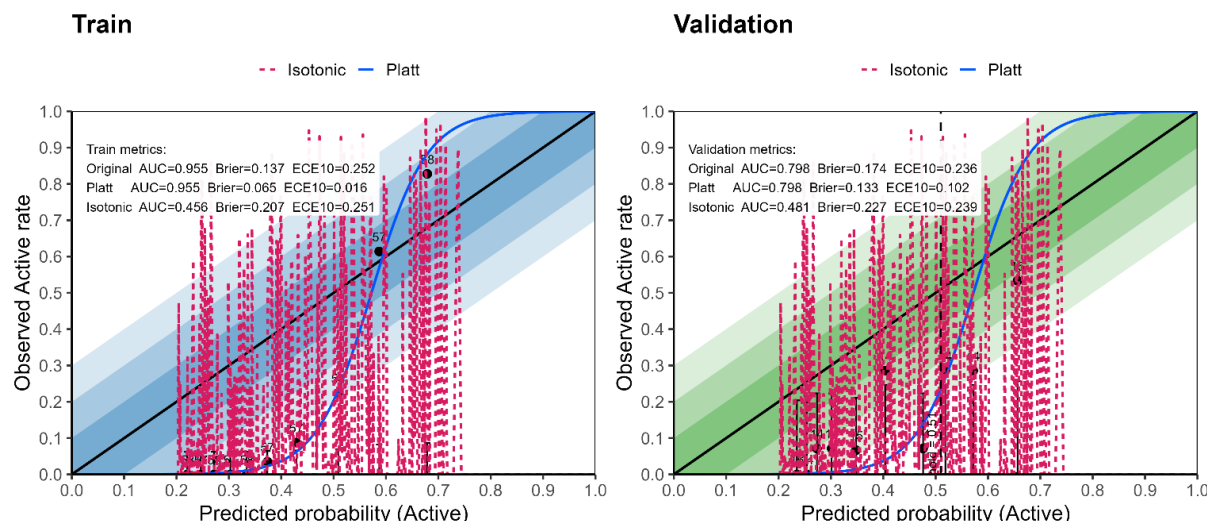 Train
Isotonic Platt
Observed Active rate
1.0
0.9
0.8
0.7
0.6
0.5
0.4
0.3
0.2
0.1
0.0
Train metrics:
Original AUC=0.955 Brier=0.137 ECE10=0.252
Platt AUC=0.955 Brier=0.065 ECE10=0.016
Isotonic AUC=0.456 Brier=0.207 ECE10=0.251
58
57
57
0.0 0.1 0.2 0.3 0.4 0.5 0.6 0.7 0.8 0.9 1.0
Predicted probability (Active)
Validation
Isotonic Platt
Observed Active rate
1.0
0.9
0.8
0.7
0.6
0.5
0.4
0.3
0.2
0.1
0.0
Validation metrics:
Original AUC=0.798 Brier=0.174 ECE10=0.236
Platt AUC=0.798 Brier=0.133 ECE10=0.102
Isotonic AUC=0.481 Brier=0.227 ECE10=0.239
= 0.51
0.0 0.1 0.2 0.3 0.4 0.5 0.6 0.7 0.8 0.9 1.0
Predicted probability (Active)